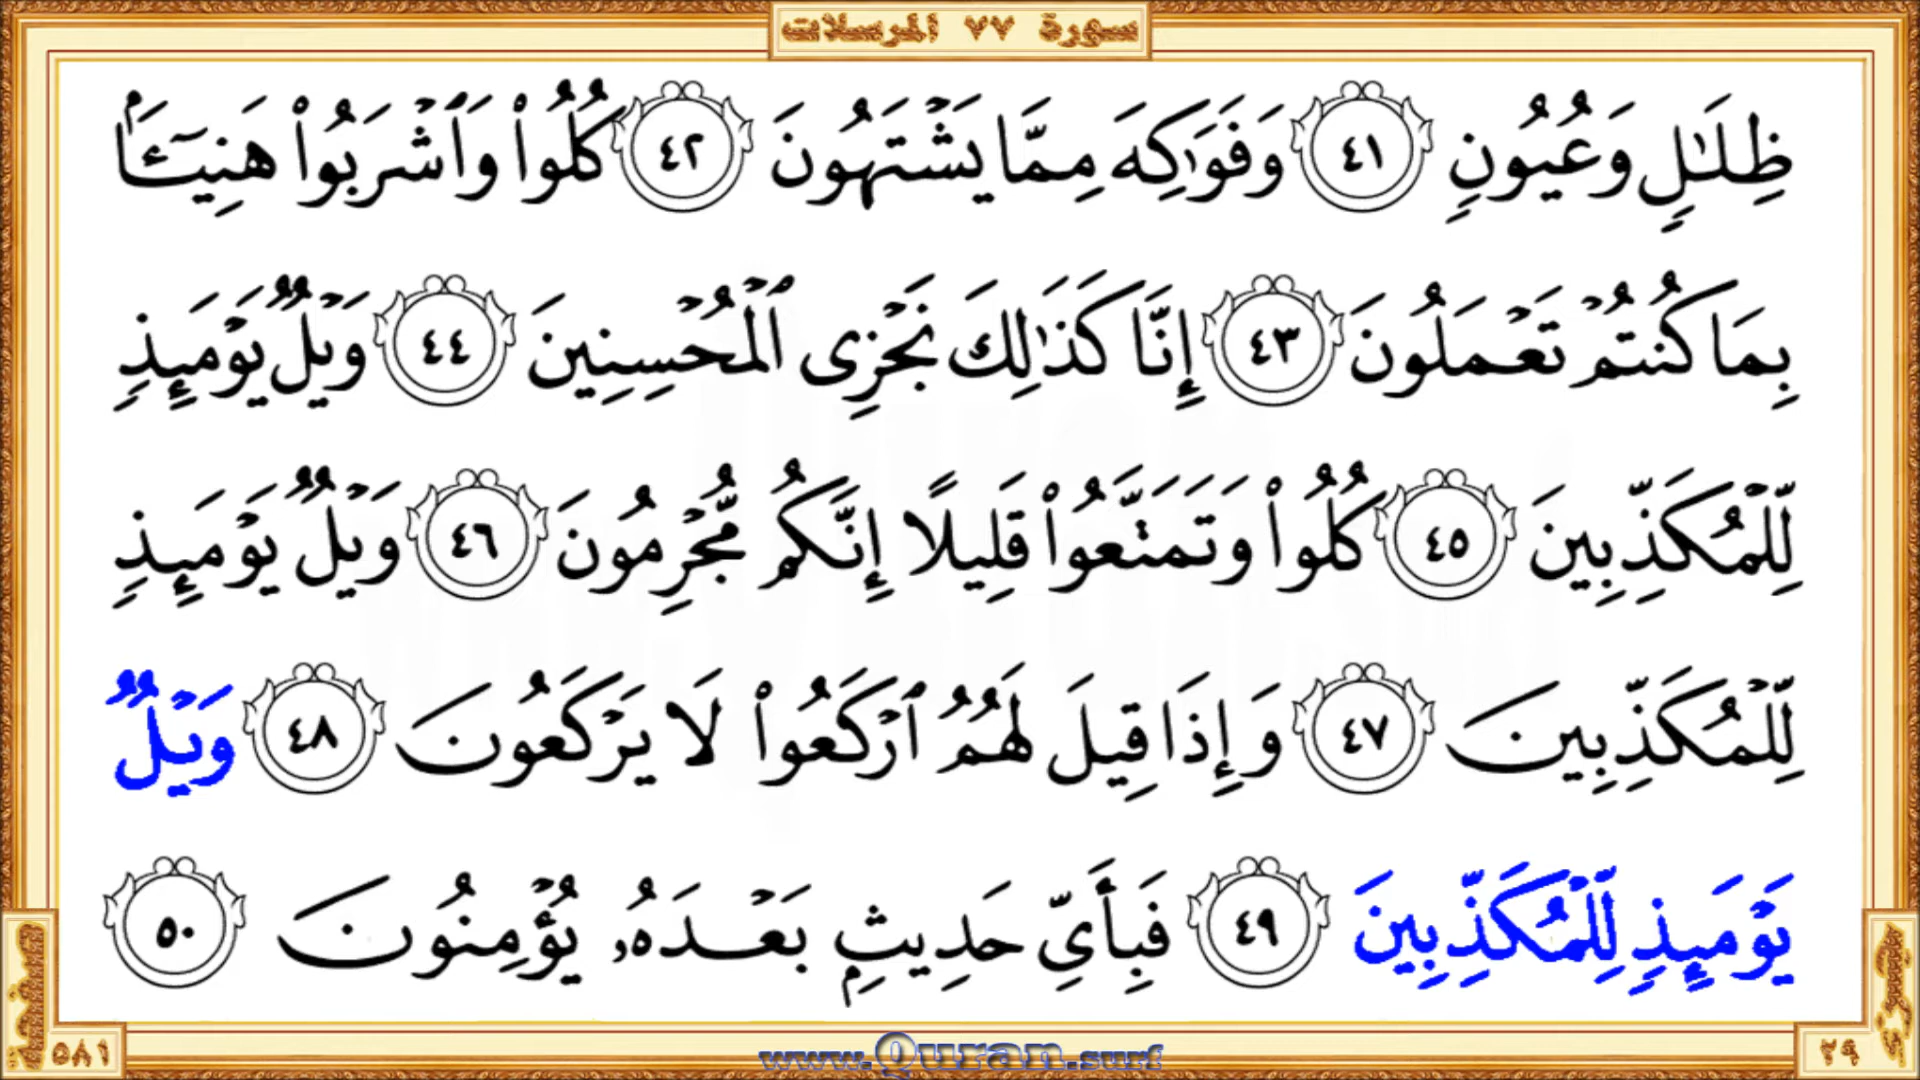 سورة ٧٧ المرسلات
ظِلَٰلٍ وَعُيُونٍ ٤١ وَفَوَٰكِهَ مِمَّا يَشْتَهُونَ ٤٢ كُلُوا۟ وَٱشْرَبُوا۟ هَنِيٓـَٔۢا
بِمَا كُنتُمْ تَعْمَلُونَ ٤٣ إِنَّا كَذَٰلِكَ نَجْزِى ٱلْمُحْسِنِينَ ٤٤ وَيْلٌ يَوْمَئِذٍ
لِّلْمُكَذِّبِينَ ٤٥ كُلُوا۟ وَتَمَتَّعُوا۟ قَلِيلًا إِنَّكُم مُّجْرِمُونَ ٤٦ وَيْلٌ يَوْمَئِذٍ
لِّلْمُكَذِّبِينَ ٤٧ وَإِذَا قِيلَ لَهُمُ ٱرْكَعُوا۟ لَا يَرْكَعُونَ ٤٨ وَيْلٌ
يَوْمَئِذٍ لِّلْمُكَذِّبِينَ ٤٩ فَبِأَىِّ حَدِيثٍۭ بَعْدَهُۥ يُؤْمِنُونَ ٥٠
صفحة
٥٨١
www.Quran.surf
٢٩